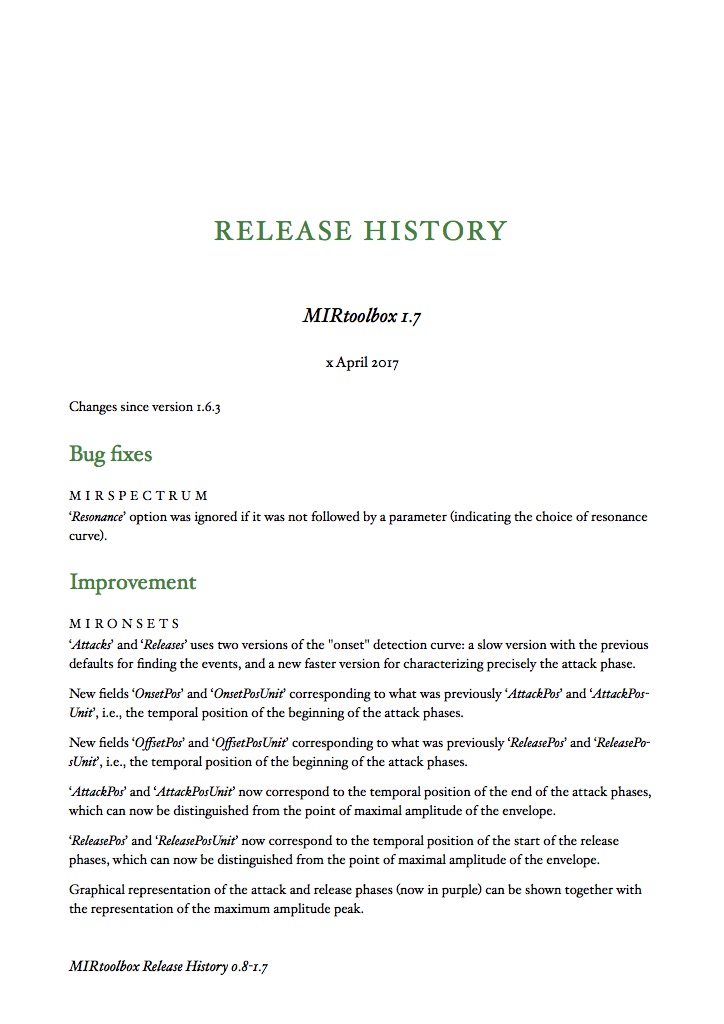 RELEASE HISTORY
MIRtoolbox 1.7
x April 2017
Changes since version 1.6.3
Bug fixes
MIRSPECTRUM
‘Resonance’ option was ignored if it was not followed by a parameter (indicating the choice of resonance
curve).
Improvement
MIRONSETS
‘Attacks’ and ‘Releases’ uses two versions of the "onset" detection curve: a slow version with the previous
defaults for finding the events, and a new faster version for characterizing precisely the attack phase.
New fields ‘OnsetPos’ and ‘OnsetPosUnit’ corresponding to what was previously ‘AttackPos’ and ‘AttackPos-
Unit’, i.e., the temporal position of the beginning of the attack phases.
New fields ‘OffsetPos’ and ‘OffsetPosUnit’ corresponding to what was previously ‘ReleasePos’ and ‘ReleasePo-
sUnit’, i.e., the temporal position of the beginning of the attack phases.
‘AttackPos’ and ‘AttackPosUnit’ now correspond to the temporal position of the end of the attack phases,
which can now be distinguished from the point of maximal amplitude of the envelope.
‘ReleasePos’ and ‘ReleasePosUnit’ now correspond to the temporal position of the start of the release
phases, which can now be distinguished from the point of maximal amplitude of the envelope.
Graphical representation of the attack and release phases (now in purple) can be shown together with
the representation of the maximum amplitude peak.
MIRtoolbox Release History 0.8-1.7